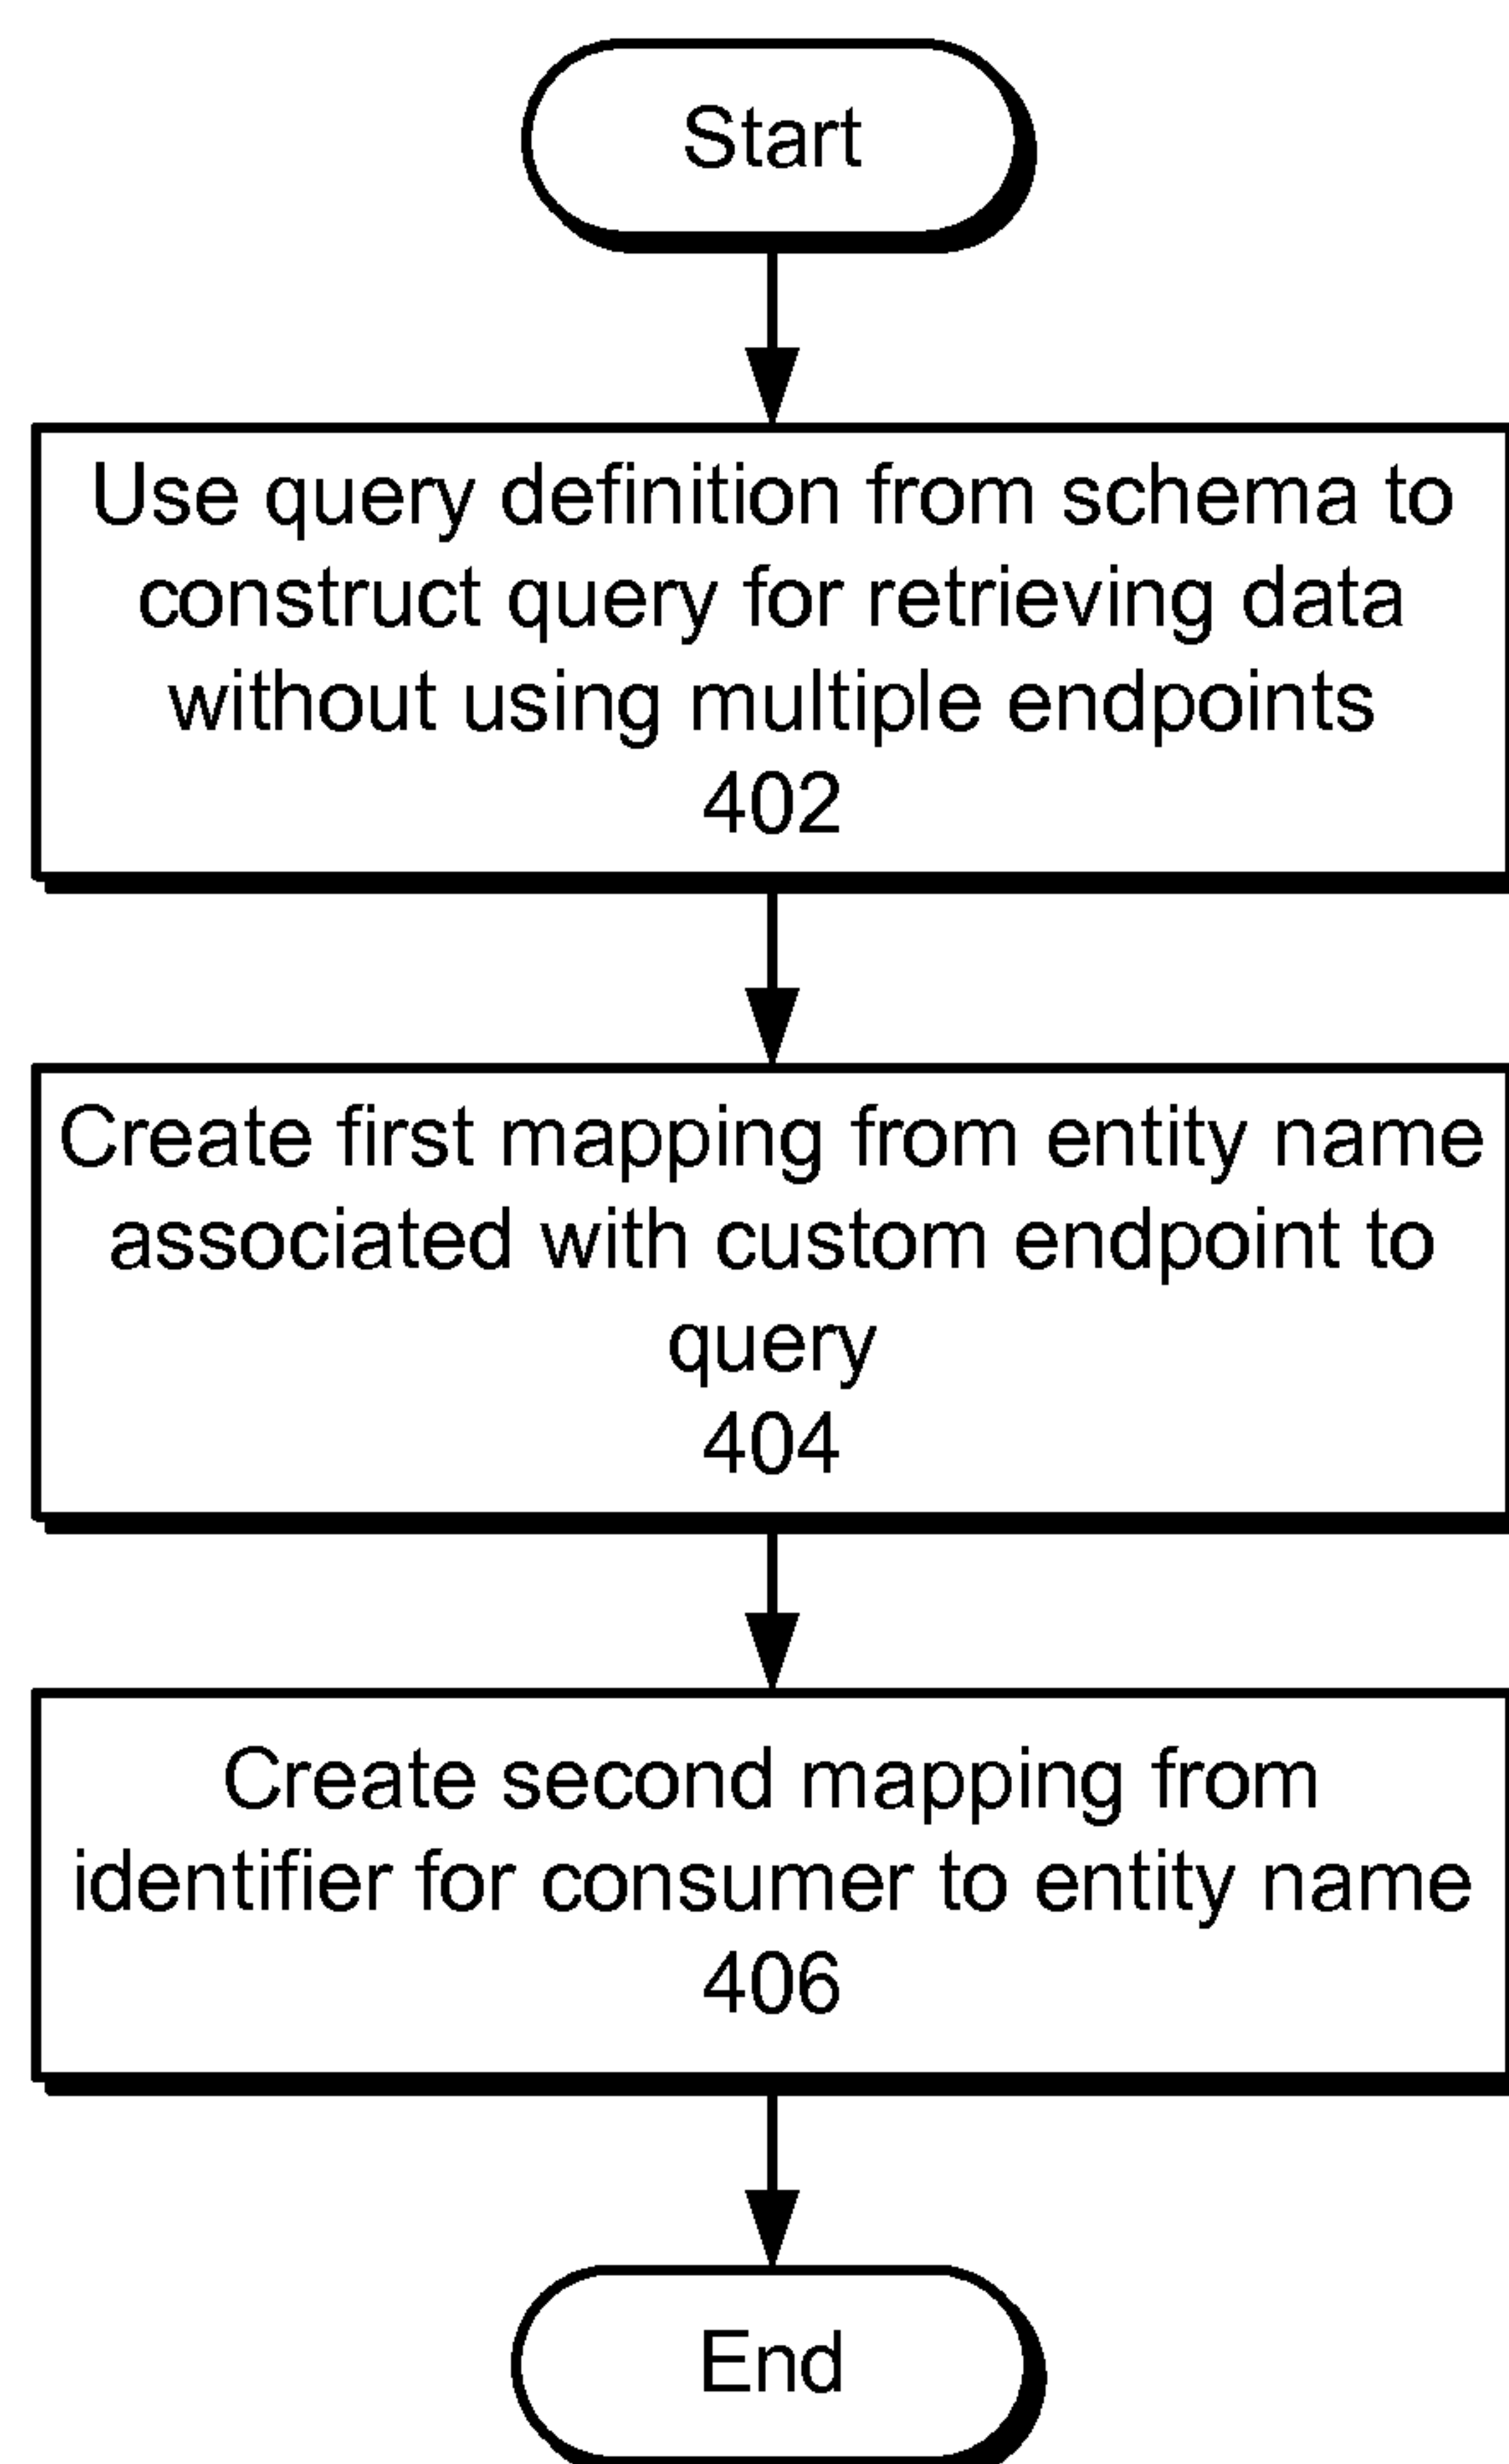 Start
Use query definition from schema to
construct query for retrieving data
without using multiple endpoints
402
Create first mapping from entity name
associated with custom endpoint to
query
404
Create second mapping from
identifier for consumer to entity name
406
End